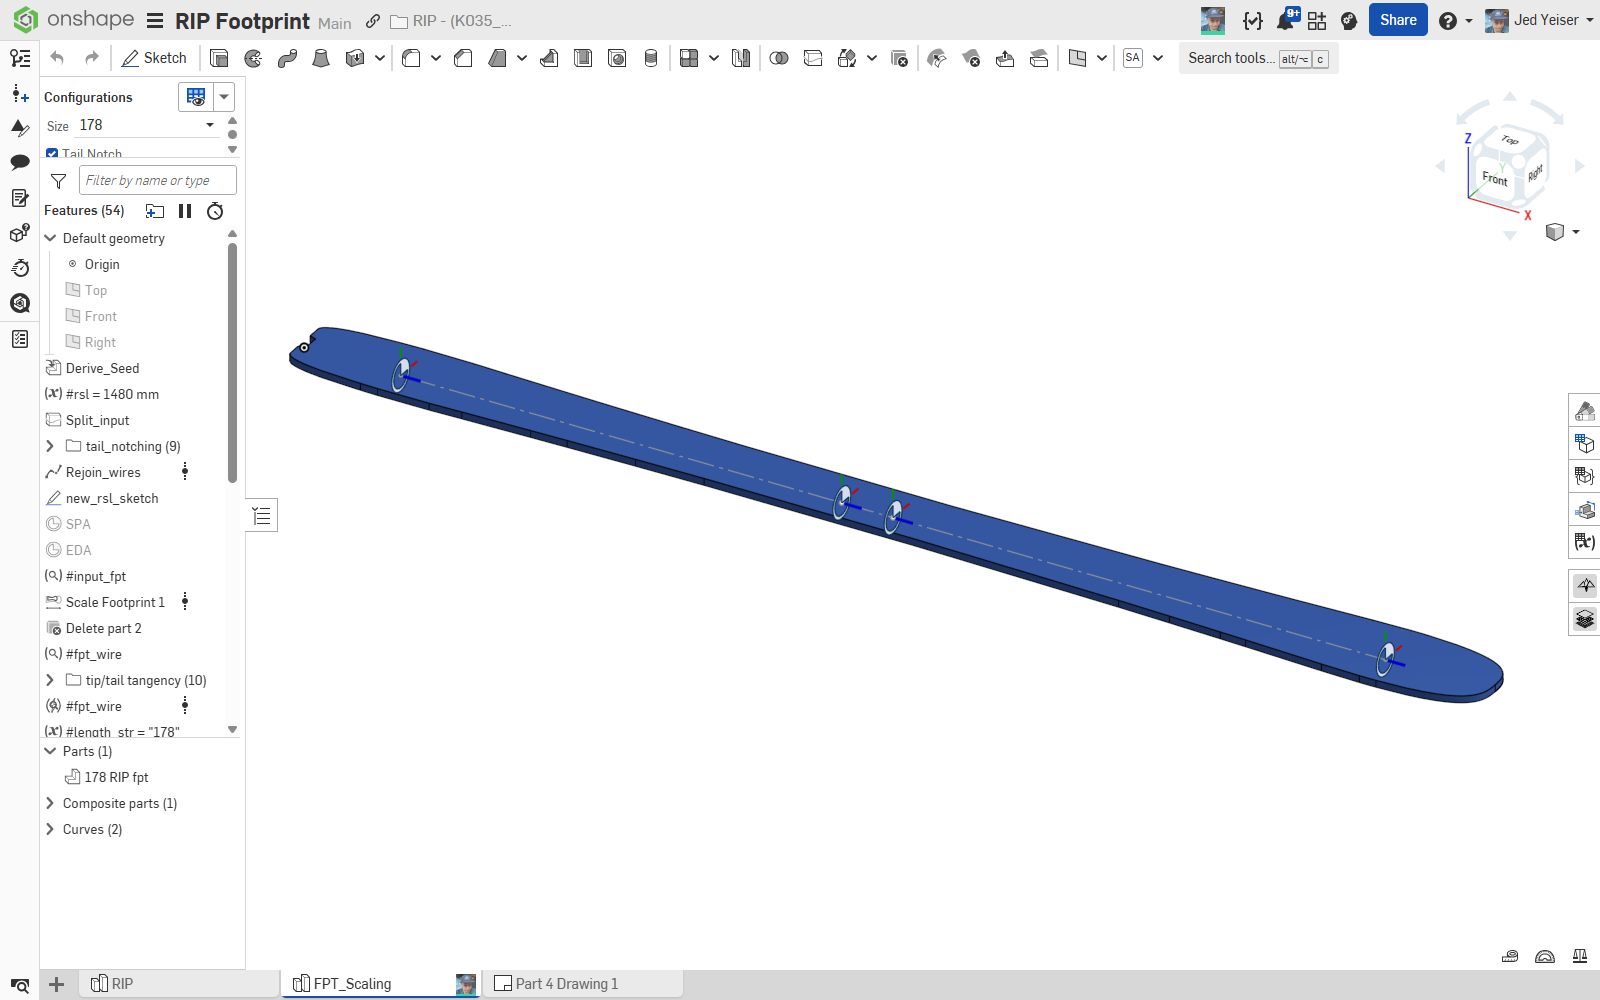 onshape
RIP Footprint
Main
RIP - (K035_...
9+
Share
Jed Yeiser
Sketch
SA
Search tools...
alt/⌥
c
Configurations
Size
178
Tail Notch
Filter by name or type
Features (54)
Default geometry
Origin
Top
Front
Right
Derive_Seed
#rsl = 1480 mm
Split_input
tail_notching (9)
Rejoin_wires
new_rsl_sketch
SPA
EDA
#input_fpt
Scale Footprint 1
Delete part 2
#fpt_wire
tip/tail tangency (10)
#fpt_wire
#length_str = "178"
Parts (1)
178 RIP fpt
Composite parts (1)
Curves (2)
Z
Top
Y
Front
Right
X
RIP
FPT_Scaling
Part 4 Drawing 1